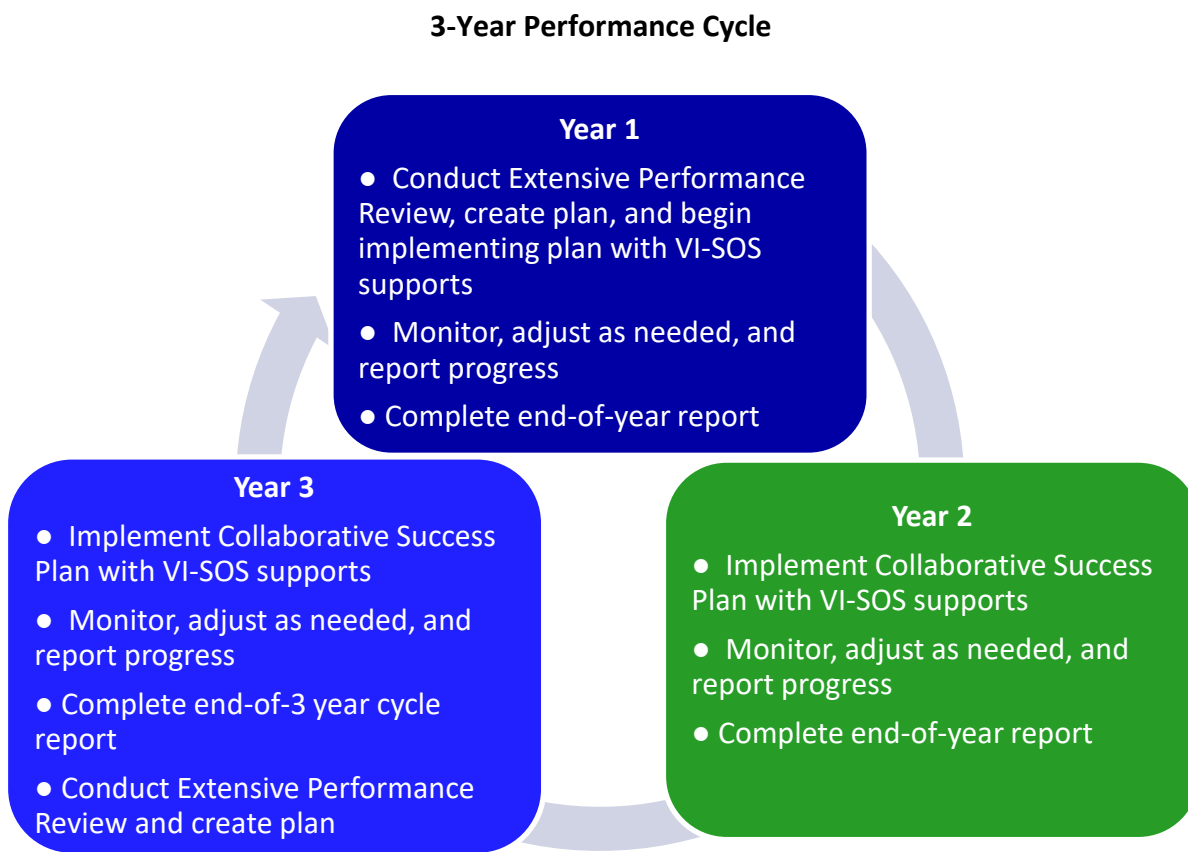 3-Year Performance Cycle
Year 1
● Conduct Extensive Performance
Review, create plan, and begin
implementing plan with VI-SOS
supports
● Monitor, adjust as needed, and
report progress
● Complete end-of-year report
Year 2
● Implement Collaborative Success
Plan with VI-SOS supports
● Monitor, adjust as needed, and
report progress
● Complete end-of-year report
Year 3
● Implement Collaborative Success
Plan with VI-SOS supports
● Monitor, adjust as needed, and
report progress
● Complete end-of-3 year cycle
report
● Conduct Extensive Performance
Review and create plan